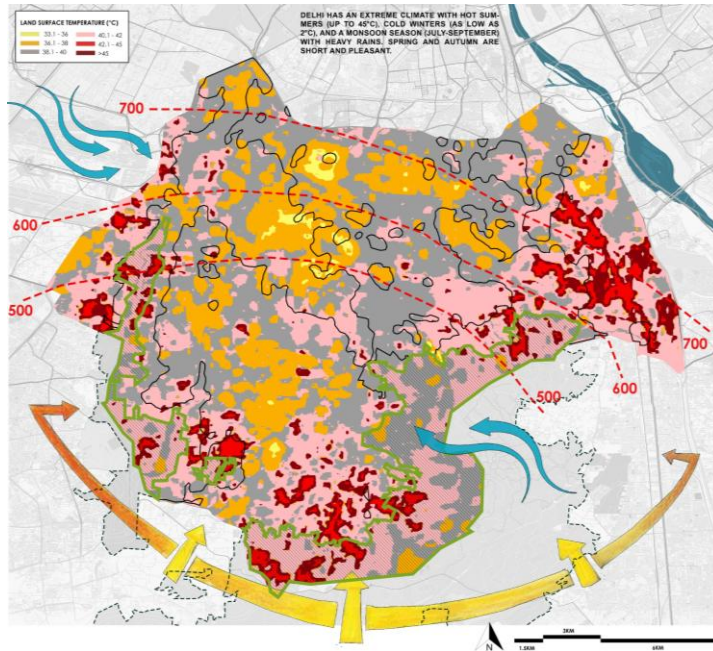 LAND SURFACE TEMPERATURE (°C)
33.1 - 36
36.1 - 38
38.1 - 40
40.1 - 42
42.1 - 45
>45
DELHI HAS AN EXTREME CLIMATE WITH HOT SUM-
MERS (UP TO 45°C), COLD WINTERS (AS LOW AS
2°C), AND A MONSOON SEASON (JULY-SEPTEMBER)
WITH HEAVY RAINS. SPRING AND AUTUMN ARE
SHORT AND PLEASANT.
700
600
500
700
600
500
N
1.5KM
3KM
6KM